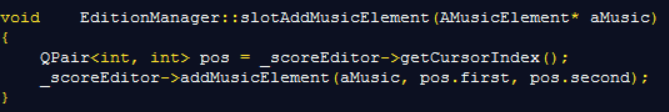 void    EditionManager::slotAddMusicElement(AMusicElement* aMusic)
{
    QPair<int, int> pos = _scoreEditor->getCursorIndex();
    _scoreEditor->addMusicElement(aMusic, pos.first, pos.second);
}